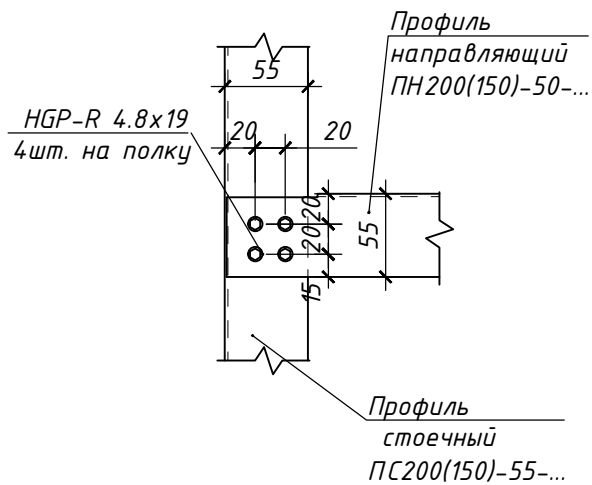 Профиль
направляющий
ПН200(150)-50-...
55
HGP-R 4.8x19
4шт. на полку
20
20
20
20
55
15
Профиль
стоечный
ПС200(150)-55-...